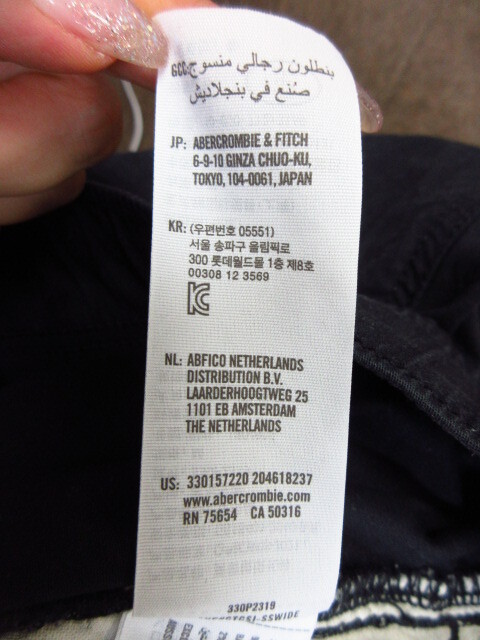 GCC: بنطلون رجالي منسوج
صُنع في بنجلاديش
JP: ABERCROMBIE & FITCH
6-9-10 GINZA CHUO-KU,
TOKYO, 104-0061, JAPAN
KR: (우편번호 05551)
서울 송파구 올림픽로
300 롯데월드몰 1층 제8호
00308 12 3569
NL: ABFICO NETHERLANDS
DISTRIBUTION B.V.
LAARDERHOOGTWEG 25
1101 EB AMSTERDAM
THE NETHERLANDS
US: 330157220 204618237
www.abercrombie.com
RN 75654 CA 50316
330P2319